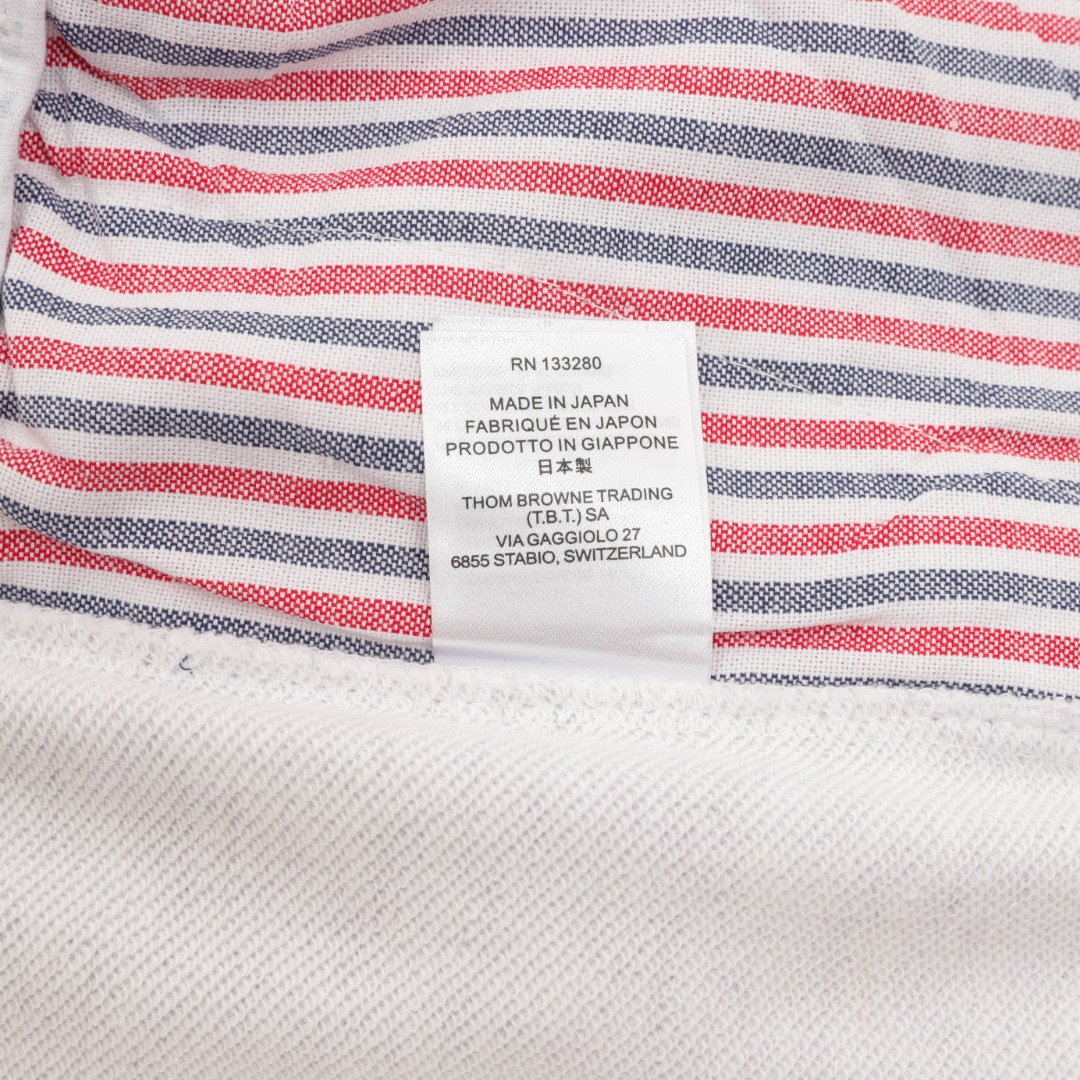 RN 133280
MADE IN JAPAN
FABRIQUÉ EN JAPON
PRODOTTO IN GIAPPONE
日本製
THOM BROWNE TRADING
(T.B.T.) SA
VIA GAGGIOLO 27
6855 STABIO, SWITZERLAND